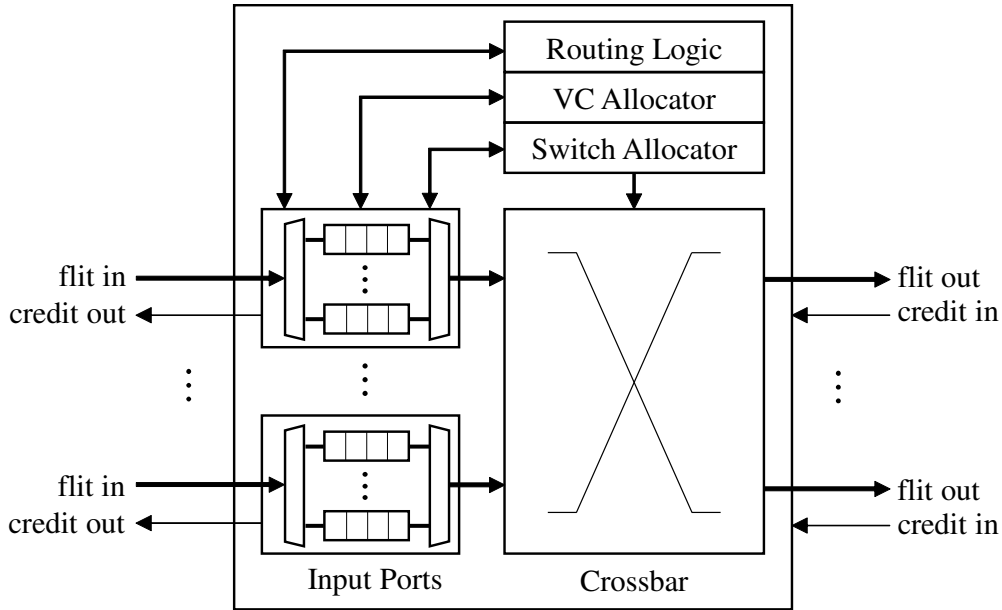 Routing Logic
VC Allocator
Switch Allocator
flit in
credit out
flit out
credit in
flit in
credit out
flit out
credit in
Input Ports
Crossbar